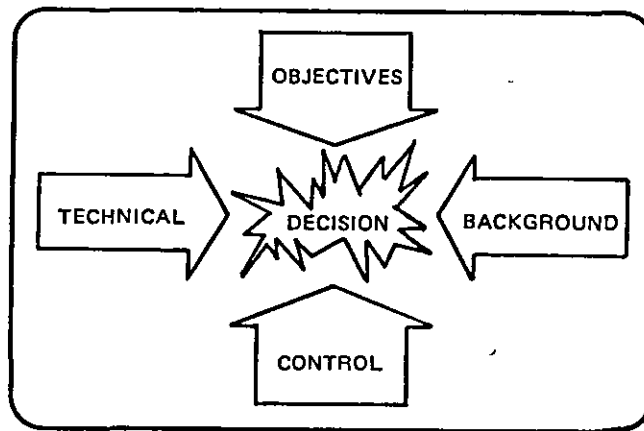 OBJECTIVES
TECHNICAL
DECISION
BACKGROUND
CONTROL